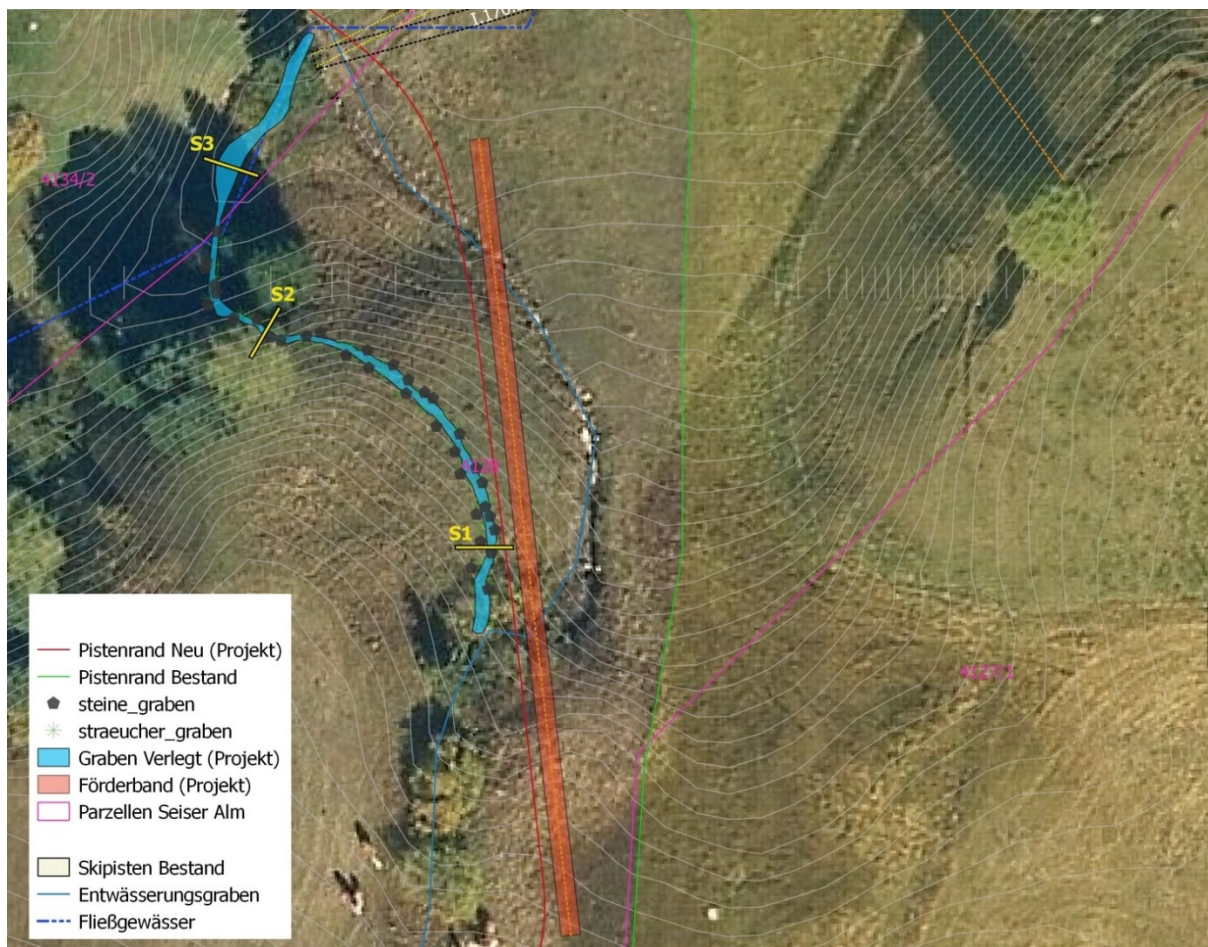 S3
4134/2
S2
S1
4127/1
Pistenrand Neu (Projekt)
Pistenrand Bestand
steine_graben
straeucher_graben
Graben Verlegt (Projekt)
Förderband (Projekt)
Parzellen Seiser Alm
Skipisten Bestand
Entwässerungsgraben
Fließgewässer